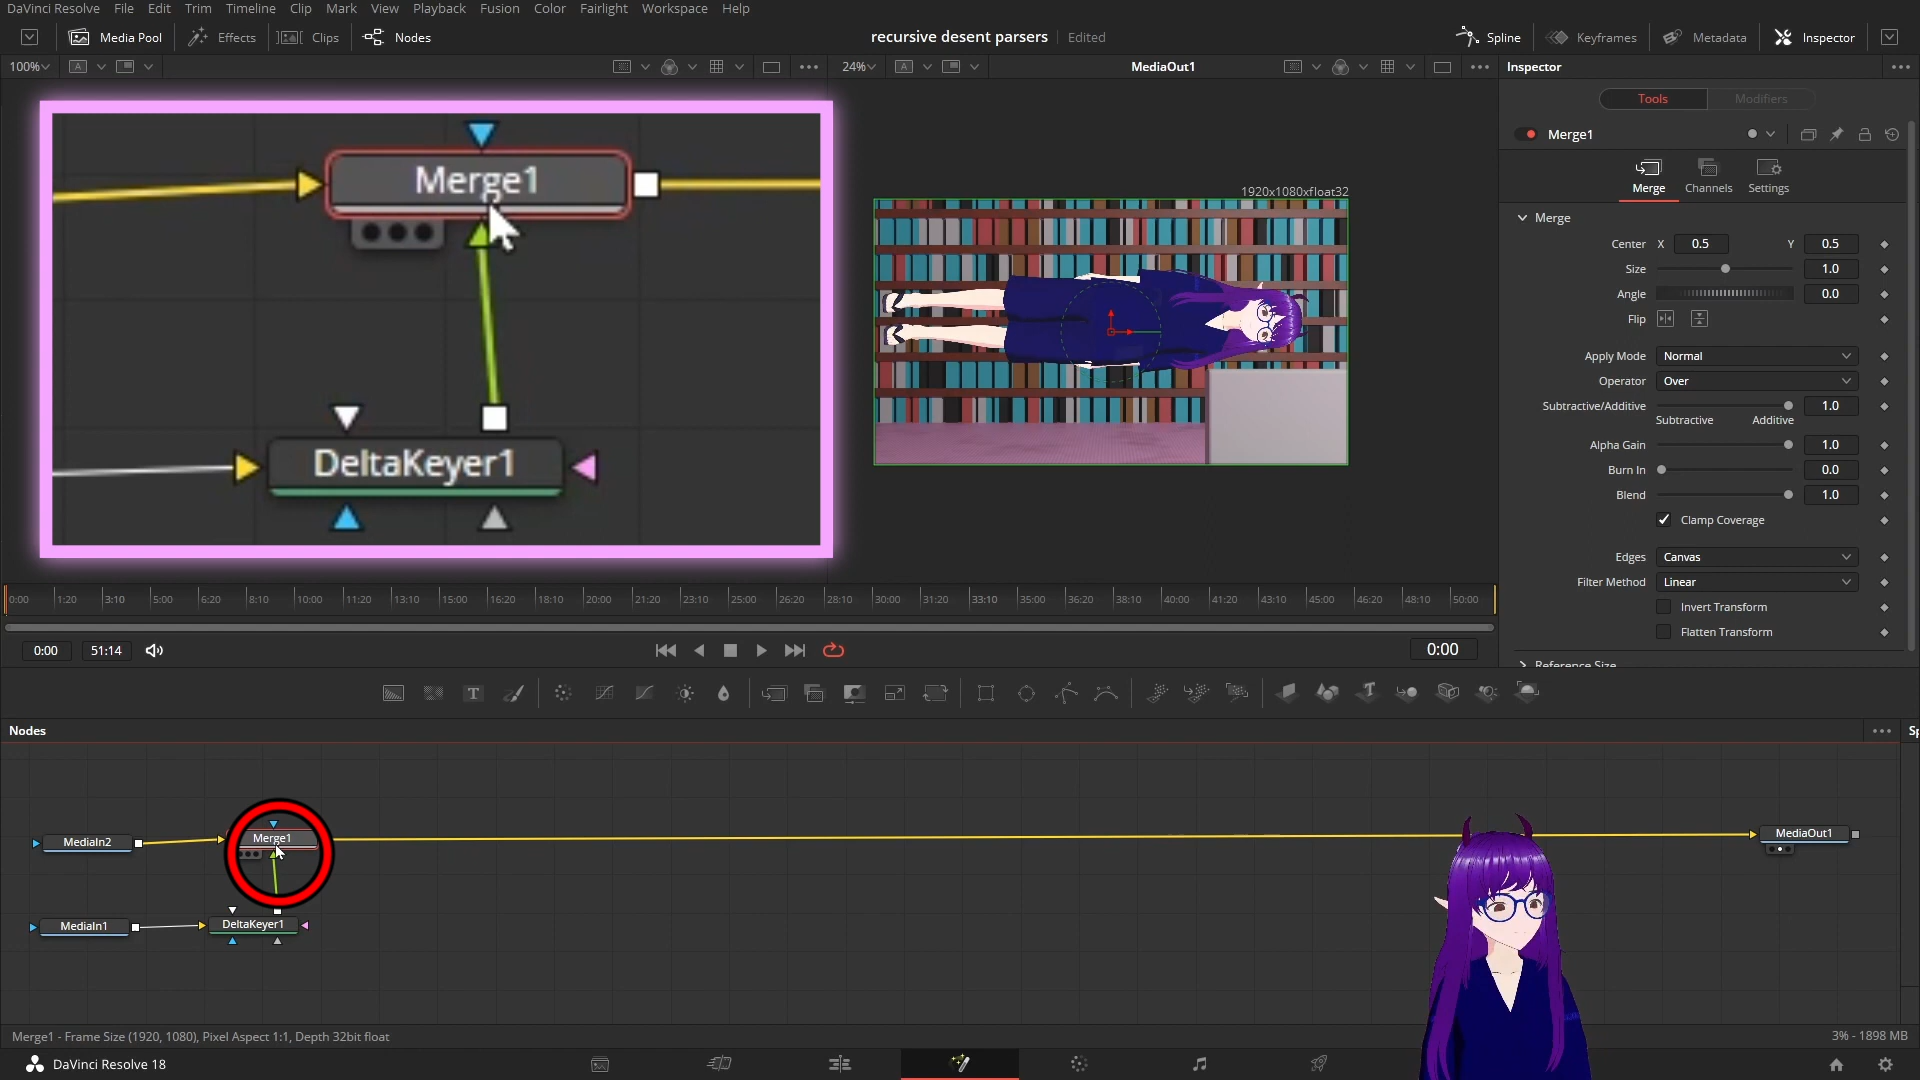 DaVinci Resolve File Edit Trim Timeline Clip Mark View Playback Fusion Color Fairlight Workspace Help
Media Pool Effects Clips Nodes recursive desent parsers Edited Spline Keyframes Metadata Inspector
100% A 24% A MediaOut1 Inspector
Tools Modifiers
Merge1
Merge Channels Settings
Merge
Center X 0.5 Y 0.5
Size 1.0
Angle 0.0
Flip
Apply Mode Normal
Operator Over
Subtractive/Additive 1.0
Subtractive Additive
Alpha Gain 1.0
Burn In 0.0
Blend 1.0
Clamp Coverage
Edges Canvas
Filter Method Linear
Invert Transform
Flatten Transform
Reference Size
Merge1
DeltaKeyer1
1920x1080xfloat32
0:00 1:20 3:10 5:00 6:20 8:10 10:00 11:20 13:10 15:00 16:20 18:10 20:00 21:20 23:10 25:00 26:20 28:10 30:00 31:20 33:10 35:00 36:20 38:10 40:00 41:20 43:10 45:00 46:20 48:10 50:00
0:00 51:14 0:00
Nodes Sp
MediaIn2 Merge1 MediaOut1
MediaIn1 DeltaKeyer1
Merge1 - Frame Size (1920, 1080), Pixel Aspect 1:1, Depth 32bit float 3% - 1898 MB
DaVinci Resolve 18